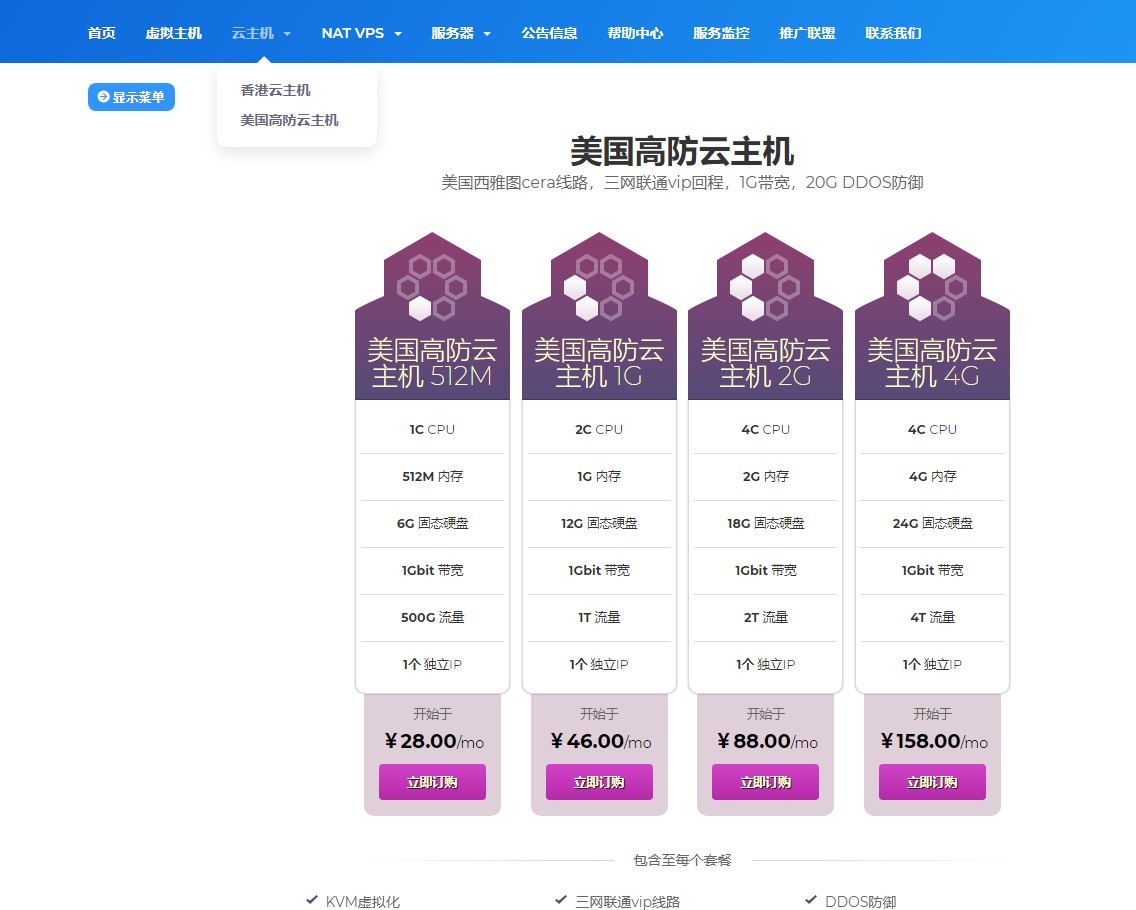 首页 虚拟主机 云主机 NAT VPS 服务器 公告信息 帮助中心 服务监控 推广联盟 联系我们
显示菜单
香港云主机
美国高防云主机
美国高防云主机
美国西雅图cera线路，三网联通vip回程，1G带宽，20G DDOS防御
美国高防云
主机 512M
1C CPU
512M 内存
6G 固态硬盘
1Gbit 带宽
500G 流量
1个 独立IP
开始于
¥28.00/mo
立即订购
美国高防云
主机 1G
2C CPU
1G 内存
12G 固态硬盘
1Gbit 带宽
1T 流量
1个 独立IP
开始于
¥46.00/mo
立即订购
美国高防云
主机 2G
4C CPU
2G 内存
18G 固态硬盘
1Gbit 带宽
2T 流量
1个 独立IP
开始于
¥88.00/mo
立即订购
美国高防云
主机 4G
4C CPU
4G 内存
24G 固态硬盘
1Gbit 带宽
4T 流量
1个 独立IP
开始于
¥158.00/mo
立即订购
包含至每个套餐
KVM虚拟化 三网联通vip线路 DDOS防御